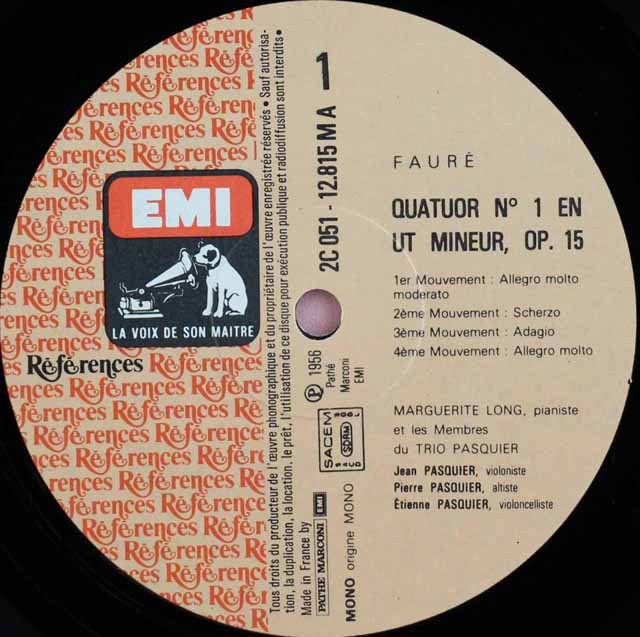 Références
EMI
LA VOIX DE SON MAITRE
Références
Tous droits du producteur de l'œuvre phonographique et du propriétaire de l'œuvre enregistrée réservés • Sauf autorisa-
tion, la duplication, la location, le prêt, l'utilisation de ce disque pour exécution publique et radiodiffusion sont interdits •
Made in France by
PATHE MARCONI EMI
MONO origine MONO
2C 051 - 12.815 M A 1
℗ 1956
Pathé
Marconi
EMI
SACEM
SDRM
FAURÉ
QUATUOR N° 1 EN
UT MINEUR, OP. 15
1er Mouvement : Allegro molto
moderato
2ème Mouvement : Scherzo
3ème Mouvement : Adagio
4ème Mouvement : Allegro molto
MARGUERITE LONG, pianiste
et les Membres
du TRIO PASQUIER
Jean PASQUIER, violoniste
Pierre PASQUIER, altiste
Étienne PASQUIER, violoncelliste